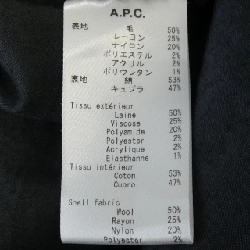 A.P.C.
表地 毛 50%
レーヨン 25%
ナイロン 20%
ポリエステル 2%
アクリル 2%
ポリウレタン 1%
裏地 綿 53%
キュプラ 47%
Tissu extérieur
Laine 50%
Viscose 25%
Polyamide 20%
Polyester 2%
Acrylique 2%
Elasthanne 1%
Tissu intérieur
Coton 53%
Cupro 47%
Shell fabric
Wool 50%
Rayon 25%
Nylon 20%
Polyester 2%